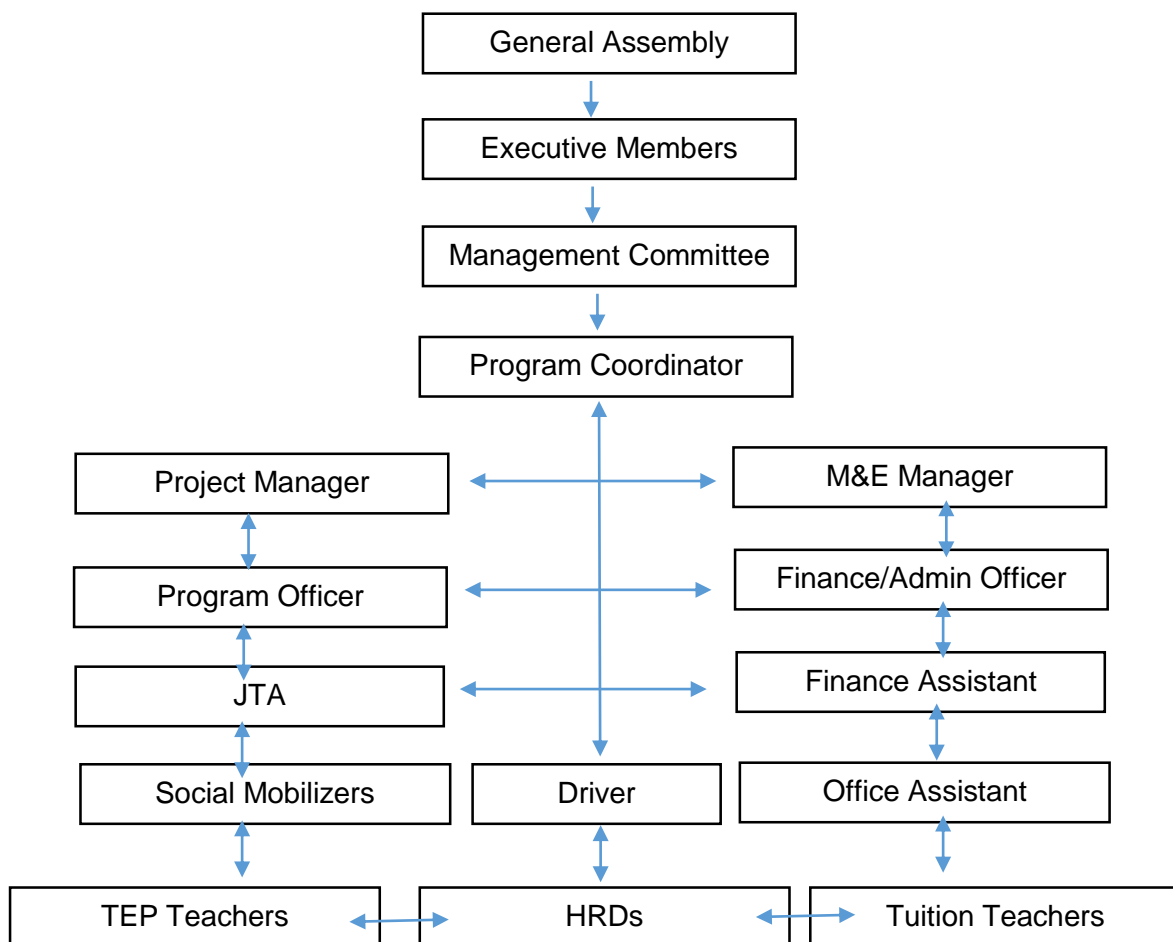 General Assembly
Executive Members
Management Committee
Program Coordinator
Project Manager
M&E Manager
Program Officer
Finance/Admin Officer
JTA
Finance Assistant
Social Mobilizers
Driver
Office Assistant
TEP Teachers
HRDs
Tuition Teachers